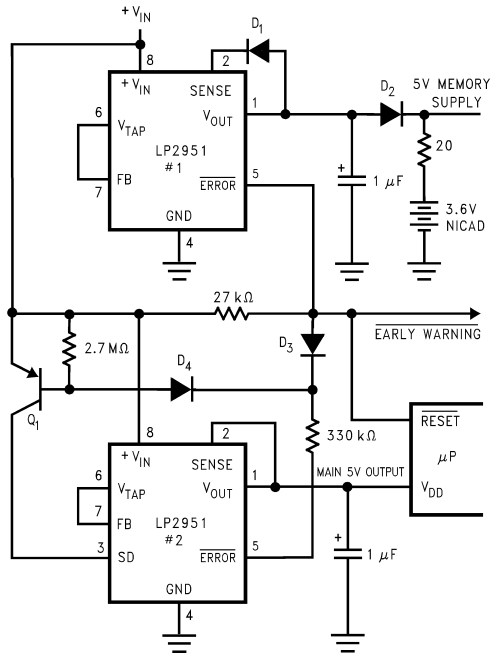 +VIN
D1
8
2
+VIN
SENSE
D2
5V MEMORY
SUPPLY
6
VTAP
VOUT
1
20
LP2951
#1
+
1 μF
3.6V
NICAD
7
FB
ERROR
5
GND
4
27 kΩ
EARLY WARNING
2.7 MΩ
D3
D4
Q1
330 kΩ
RESET
μP
VDD
8
2
+VIN
SENSE
6
VTAP
VOUT
1
MAIN 5V OUTPUT
7
FB
LP2951
#2
3
SD
ERROR
5
+
1 μF
GND
4